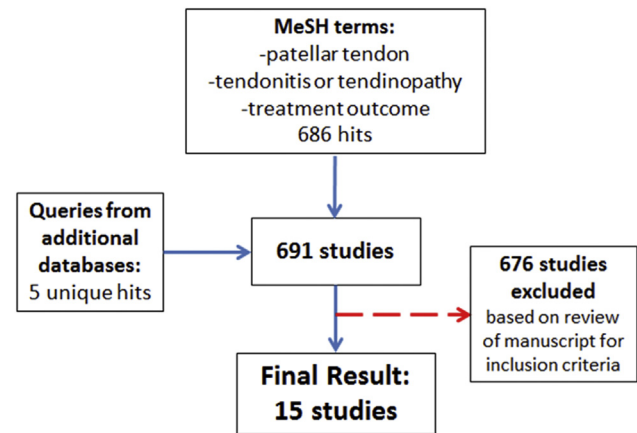 MeSH terms:
-patellar tendon
-tendonitis or tendinopathy
-treatment outcome
686 hits
Queries from
additional
databases:
5 unique hits
691 studies
676 studies
excluded
based on review
of manuscript for
inclusion criteria
Final Result:
15 studies